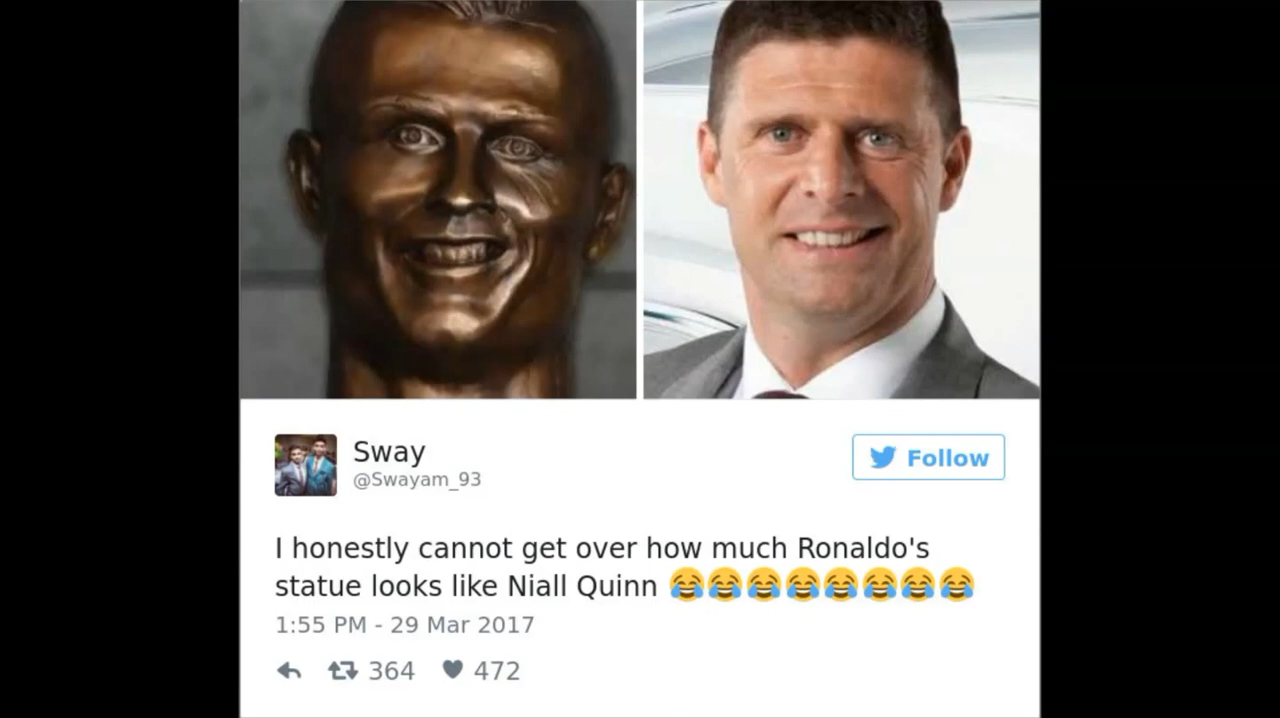 Sway
@Swayam_93
Follow
I honestly cannot get over how much Ronaldo's
statue looks like Niall Quinn 😂😂😂😂😂😂😂😂
1:55 PM - 29 Mar 2017
364 472